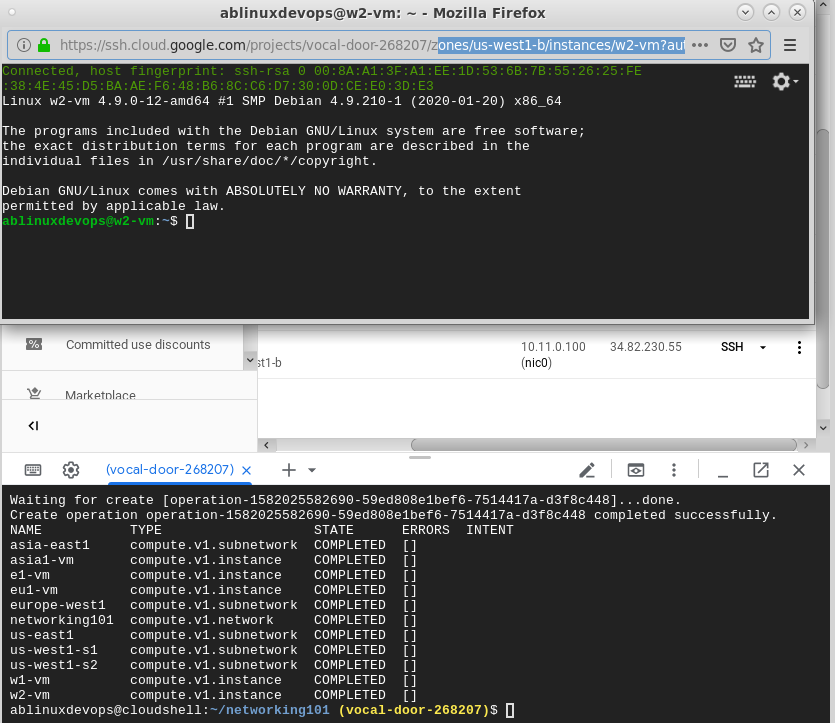 ablinuxdevops@w2-vm: ~ - Mozilla Firefox
https://ssh.cloud.google.com/projects/vocal-door-268207/zones/us-west1-b/instances/w2-vm?aut
Connected, host fingerprint: ssh-rsa 0 00:8A:A1:3F:A1:EE:1D:53:6B:7B:55:26:25:FE
:38:4E:45:D5:BA:AE:F6:48:B6:8C:C6:D7:30:0D:CE:E0:3D:E3
Linux w2-vm 4.9.0-12-amd64 #1 SMP Debian 4.9.210-1 (2020-01-20) x86_64
The programs included with the Debian GNU/Linux system are free software;
the exact distribution terms for each program are described in the
individual files in /usr/share/doc/*/copyright.
Debian GNU/Linux comes with ABSOLUTELY NO WARRANTY, to the extent
permitted by applicable law.
ablinuxdevops@w2-vm:~$
Committed use discounts
Marketplace
st1-b
10.11.0.100 34.82.230.55 SSH
(nic0)
(vocal-door-268207)
Waiting for create [operation-1582025582690-59ed808e1bef6-7514417a-d3f8c448]...done.
Create operation operation-1582025582690-59ed808e1bef6-7514417a-d3f8c448 completed successfully.
NAME TYPE STATE ERRORS INTENT
asia-east1 compute.v1.subnetwork COMPLETED []
asia1-vm compute.v1.instance COMPLETED []
e1-vm compute.v1.instance COMPLETED []
eu1-vm compute.v1.instance COMPLETED []
europe-west1 compute.v1.subnetwork COMPLETED []
networking101 compute.v1.network COMPLETED []
us-east1 compute.v1.subnetwork COMPLETED []
us-west1-s1 compute.v1.subnetwork COMPLETED []
us-west1-s2 compute.v1.subnetwork COMPLETED []
w1-vm compute.v1.instance COMPLETED []
w2-vm compute.v1.instance COMPLETED []
ablinuxdevops@cloudshell:~/networking101 (vocal-door-268207)$